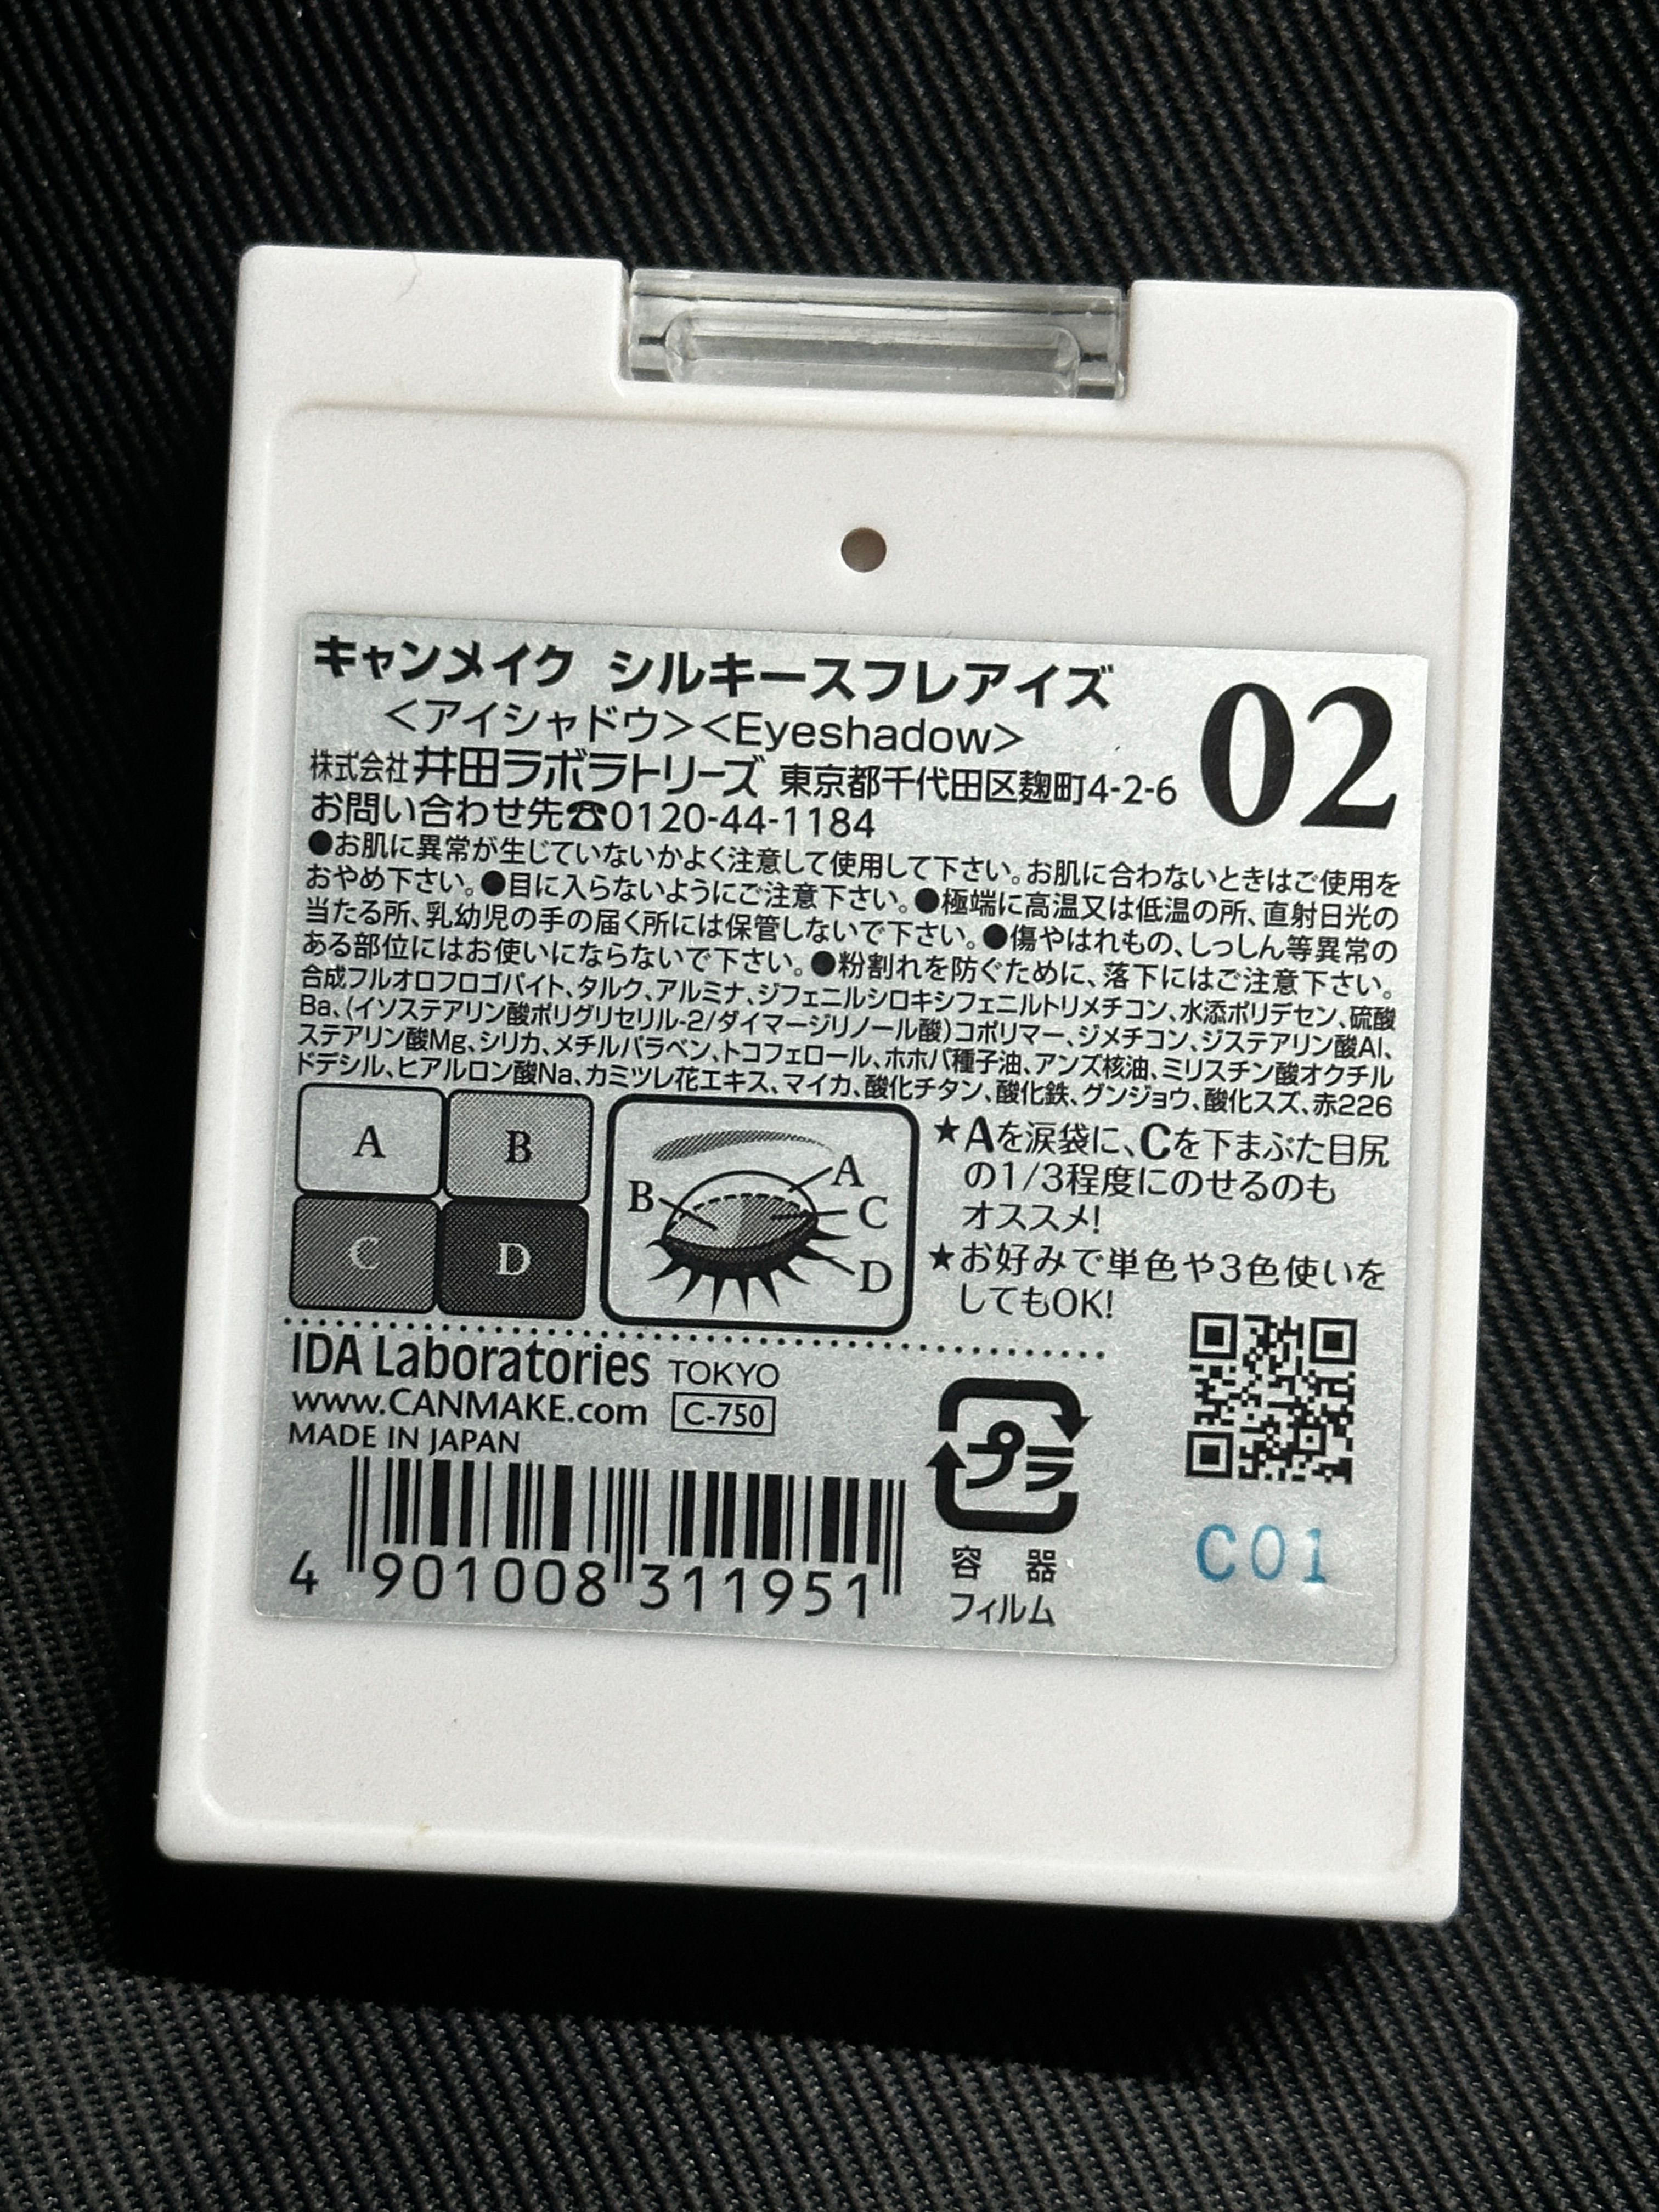 キャンメイク シルキースフレアイズ
02
<アイシャドウ><Eyeshadow>
株式会社 井田ラボラトリーズ 東京都千代田区麹町4-2-6
お問い合わせ先☎0120-44-1184
●お肌に異常が生じていないかよく注意して使用して下さい。お肌に合わないときはご使用を
おやめ下さい。●目に入らないようにご注意下さい。●極端に高温又は低温の所、直射日光の
当たる所、乳幼児の手の届く所には保管しないで下さい。●傷やはれもの、しっしん等異常の
ある部位にはお使いにならないで下さい。●粉割れを防ぐために、落下にはご注意下さい。
合成フルオロフロゴパイト、タルク、アルミナ、ジフェニルシロキシフェニルトリメチコン、水添ポリデセン、硫酸
Ba、(イソステアリン酸ポリグリセリル-2/ダイマージリノール酸)コポリマー、ジメチコン、ジステアリン酸Al、
ステアリン酸Mg、シリカ、メチルパラベン、トコフェロール、ホホバ種子油、アンズ核油、ミリスチン酸オクチル
ドデシル、ヒアルロン酸Na、カミツレ花エキス、マイカ、酸化チタン、酸化鉄、グンジョウ、酸化スズ、赤226
A B
C D
A
B
C
D
★Aを涙袋に、Cを下まぶた目尻
の1/3程度にのせるのも
オススメ!
★お好みで単色や3色使いを
してもOK!
IDA Laboratories TOKYO
www.CANMAKE.com C-750
MADE IN JAPAN
4 901008 311951
プラ
容 器
フィルム
C01